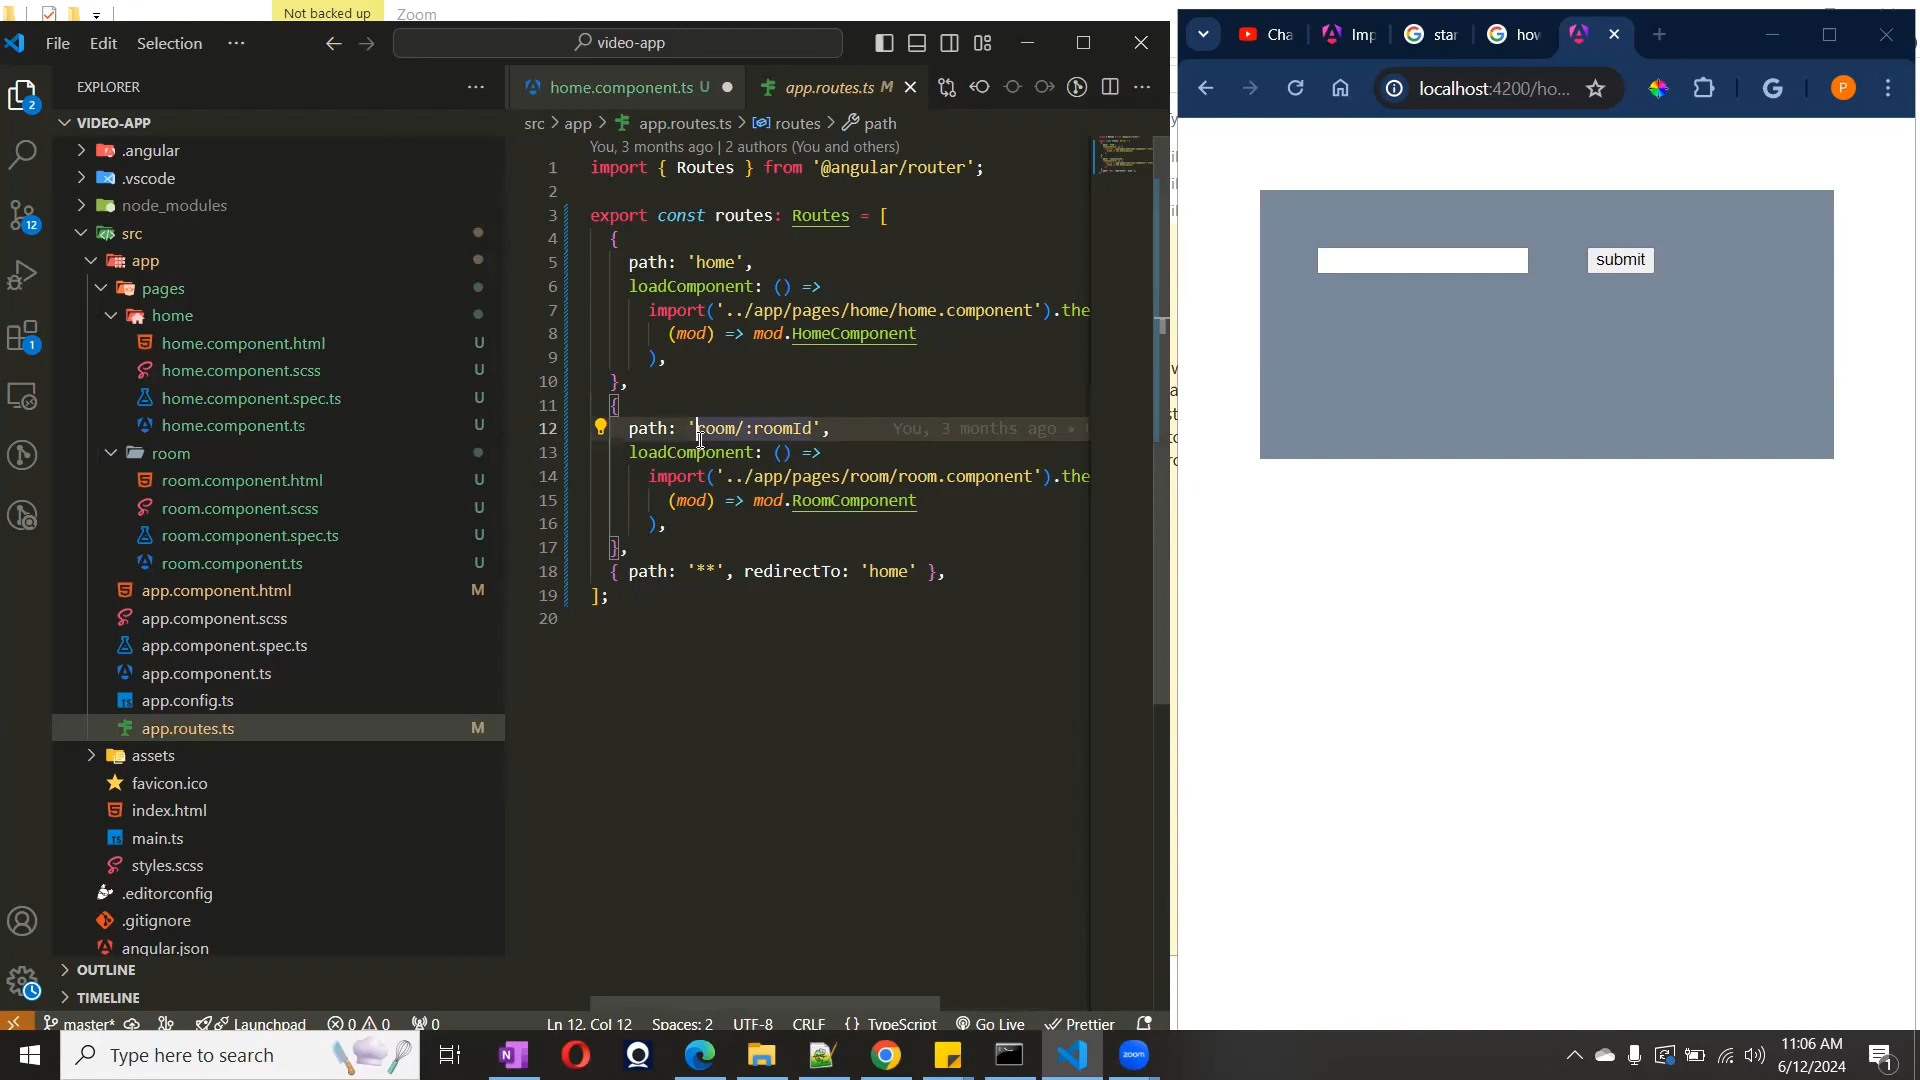 Not backed up
Zoom
File Edit Selection ···
video-app
Cha
Imp
star
how
localhost:4200/ho...
P
EXPLORER
home.component.ts U
app.routes.ts M
src > app > app.routes.ts > routes > path
VIDEO-APP
.angular
.vscode
node_modules
src
app
pages
home
home.component.html U
home.component.scss U
home.component.spec.ts U
home.component.ts U
room
room.component.html U
room.component.scss U
room.component.spec.ts U
room.component.ts U
app.component.html M
app.component.scss
app.component.spec.ts
app.component.ts
app.config.ts
app.routes.ts M
assets
favicon.ico
index.html
main.ts
styles.scss
.editorconfig
.gitignore
angular.json
OUTLINE
TIMELINE
2
12
1
You, 3 months ago | 2 authors (You and others)
1 import { Routes } from '@angular/router';
2
3 export const routes: Routes = [
4 {
5 path: 'home',
6 loadComponent: () =>
7 import('../app/pages/home/home.component').the
8 (mod) => mod.HomeComponent
9 ),
10 },
11 {
12 path: 'room/:roomId', You, 3 months ago •
13 loadComponent: () =>
14 import('../app/pages/room/room.component').the
15 (mod) => mod.RoomComponent
16 ),
17 },
18 { path: '**', redirectTo: 'home' },
19 ];
20
submit
master* Launchpad 0 0 0 Ln 12, Col 12 Spaces: 2 UTF-8 CRLF {} TypeScript Go Live Prettier
Type here to search
zoom
11:06 AM
6/12/2024
1